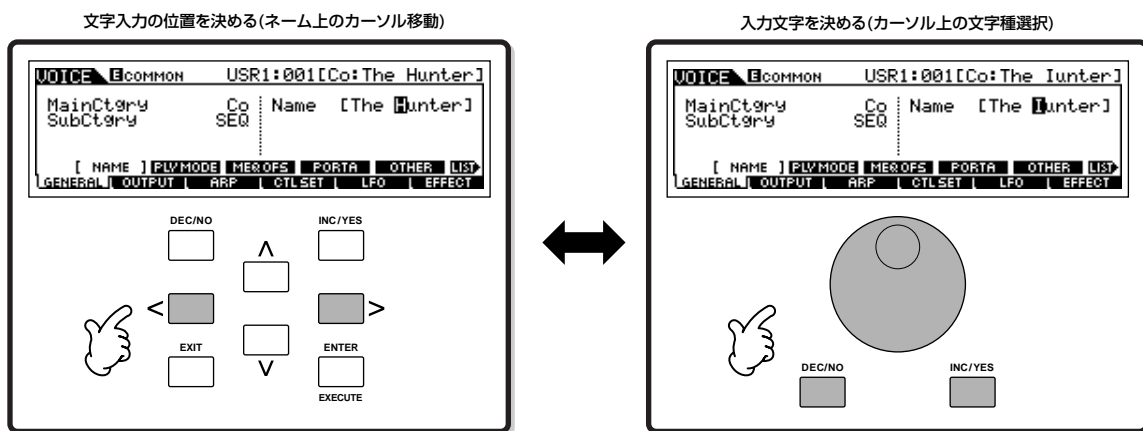 文字入力の位置を決める(ネーム上のカーソル移動)
VOICE E COMMON USR1:001[Co:The Hunter]
MainCtgry Co Name [The Hunter]
SubCtgry SEQ
[ NAME ] PLYMODE MEQ OFS PORTA OTHER LIST
GENERAL OUTPUT ARP CTL SET LFO EFFECT
DEC/NO INC/YES
∧
< >
EXIT ∨ ENTER
EXECUTE
入力文字を決める(カーソル上の文字種選択)
VOICE E COMMON USR1:001[Co:The Iunter]
MainCtgry Co Name [The Iunter]
SubCtgry SEQ
[ NAME ] PLYMODE MEQ OFS PORTA OTHER LIST
GENERAL OUTPUT ARP CTL SET LFO EFFECT
DEC/NO INC/YES